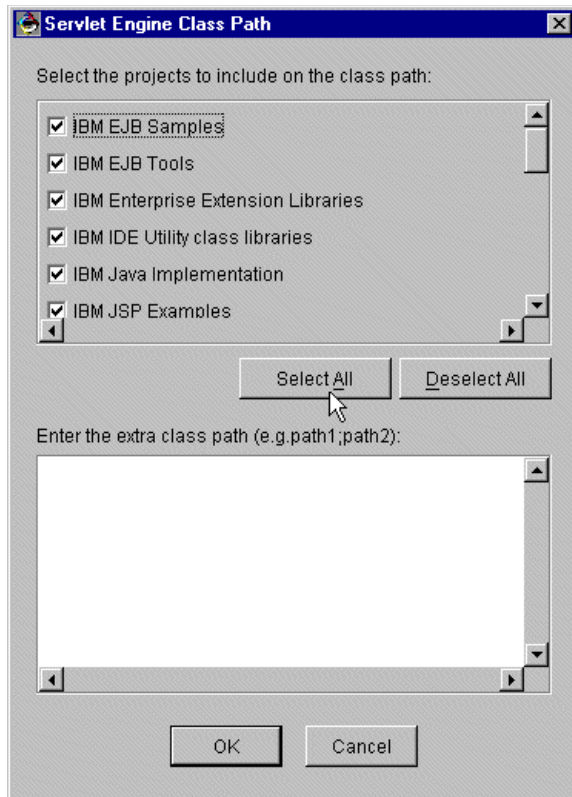 Servlet Engine Class Path
Select the projects to include on the class path:
IBM EJB Samples
IBM EJB Tools
IBM Enterprise Extension Libraries
IBM IDE Utility class libraries
IBM Java Implementation
IBM JSP Examples
Select All Deselect All
Enter the extra class path (e.g.path1;path2):
OK Cancel